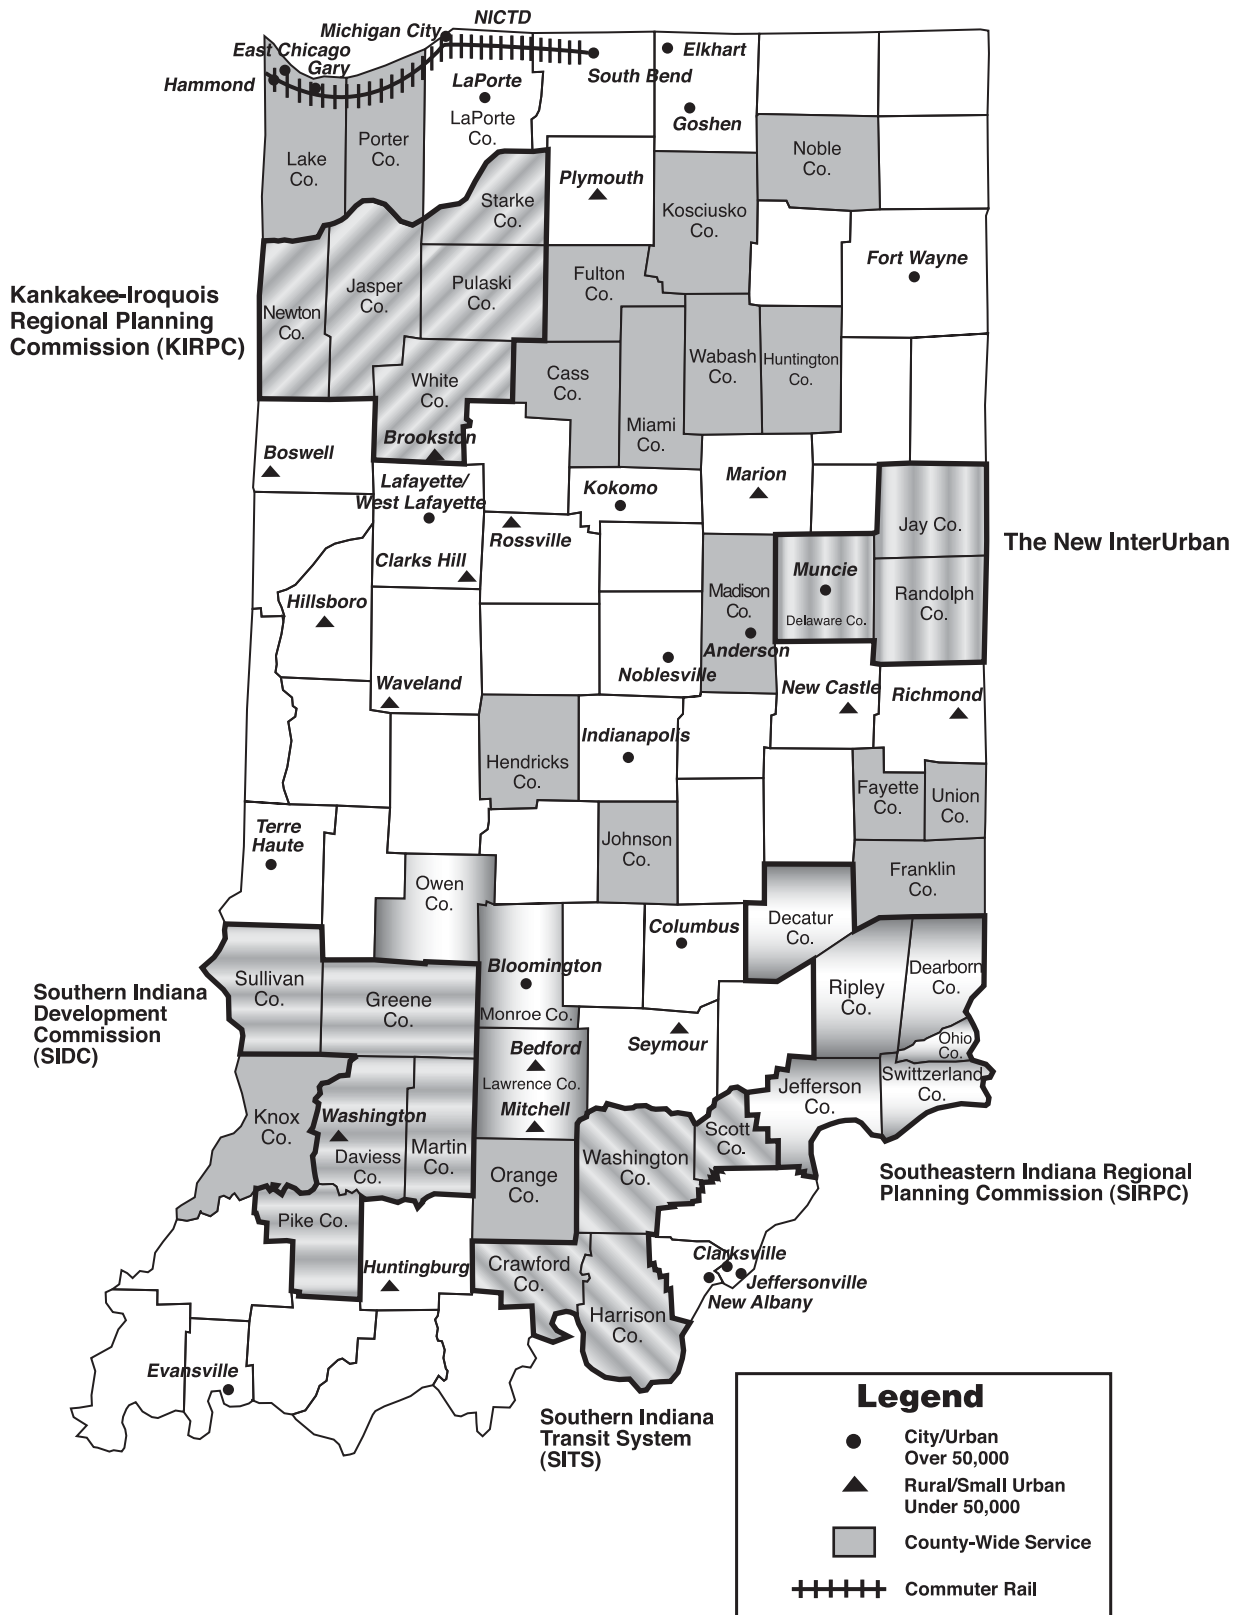 NICTD
Michigan City
East Chicago
Gary
Hammond
Elkhart
South Bend
LaPorte
LaPorte
Co.
Goshen
Porter
Co.
Lake
Co.
Noble
Co.
Plymouth
Starke
Co.
Kosciusko
Co.
Fort Wayne
Kankakee-Iroquois
Regional Planning
Commission (KIRPC)
Newton
Co.
Jasper
Co.
Pulaski
Co.
Fulton
Co.
White
Co.
Cass
Co.
Wabash
Co.
Huntington
Co.
Miami
Co.
Brookston
Boswell
Lafayette/
West Lafayette
Kokomo
Marion
Rossville
Clarks Hill
Jay Co.
The New InterUrban
Muncie
Delaware Co.
Randolph
Co.
Madison
Co.
Anderson
Hillsboro
Noblesville
Waveland
New Castle
Richmond
Indianapolis
Hendricks
Co.
Fayette
Co.
Union
Co.
Terre
Haute
Johnson
Co.
Franklin
Co.
Owen
Co.
Decatur
Co.
Columbus
Bloomington
Monroe Co.
Sullivan
Co.
Greene
Co.
Ripley
Co.
Dearborn
Co.
Southern Indiana
Development
Commission
(SIDC)
Ohio
Co.
Seymour
Bedford
Lawrence Co.
Mitchell
Switzerland
Co.
Jefferson
Co.
Knox
Co.
Washington
Daviess
Co.
Martin
Co.
Scott
Co.
Washington
Co.
Orange
Co.
Southeastern Indiana Regional
Planning Commission (SIRPC)
Pike Co.
Huntingburg
Crawford
Co.
Clarksville
Jeffersonville
New Albany
Harrison
Co.
Evansville
Southern Indiana
Transit System
(SITS)
Legend
City/Urban
Over 50,000
Rural/Small Urban
Under 50,000
County-Wide Service
Commuter Rail